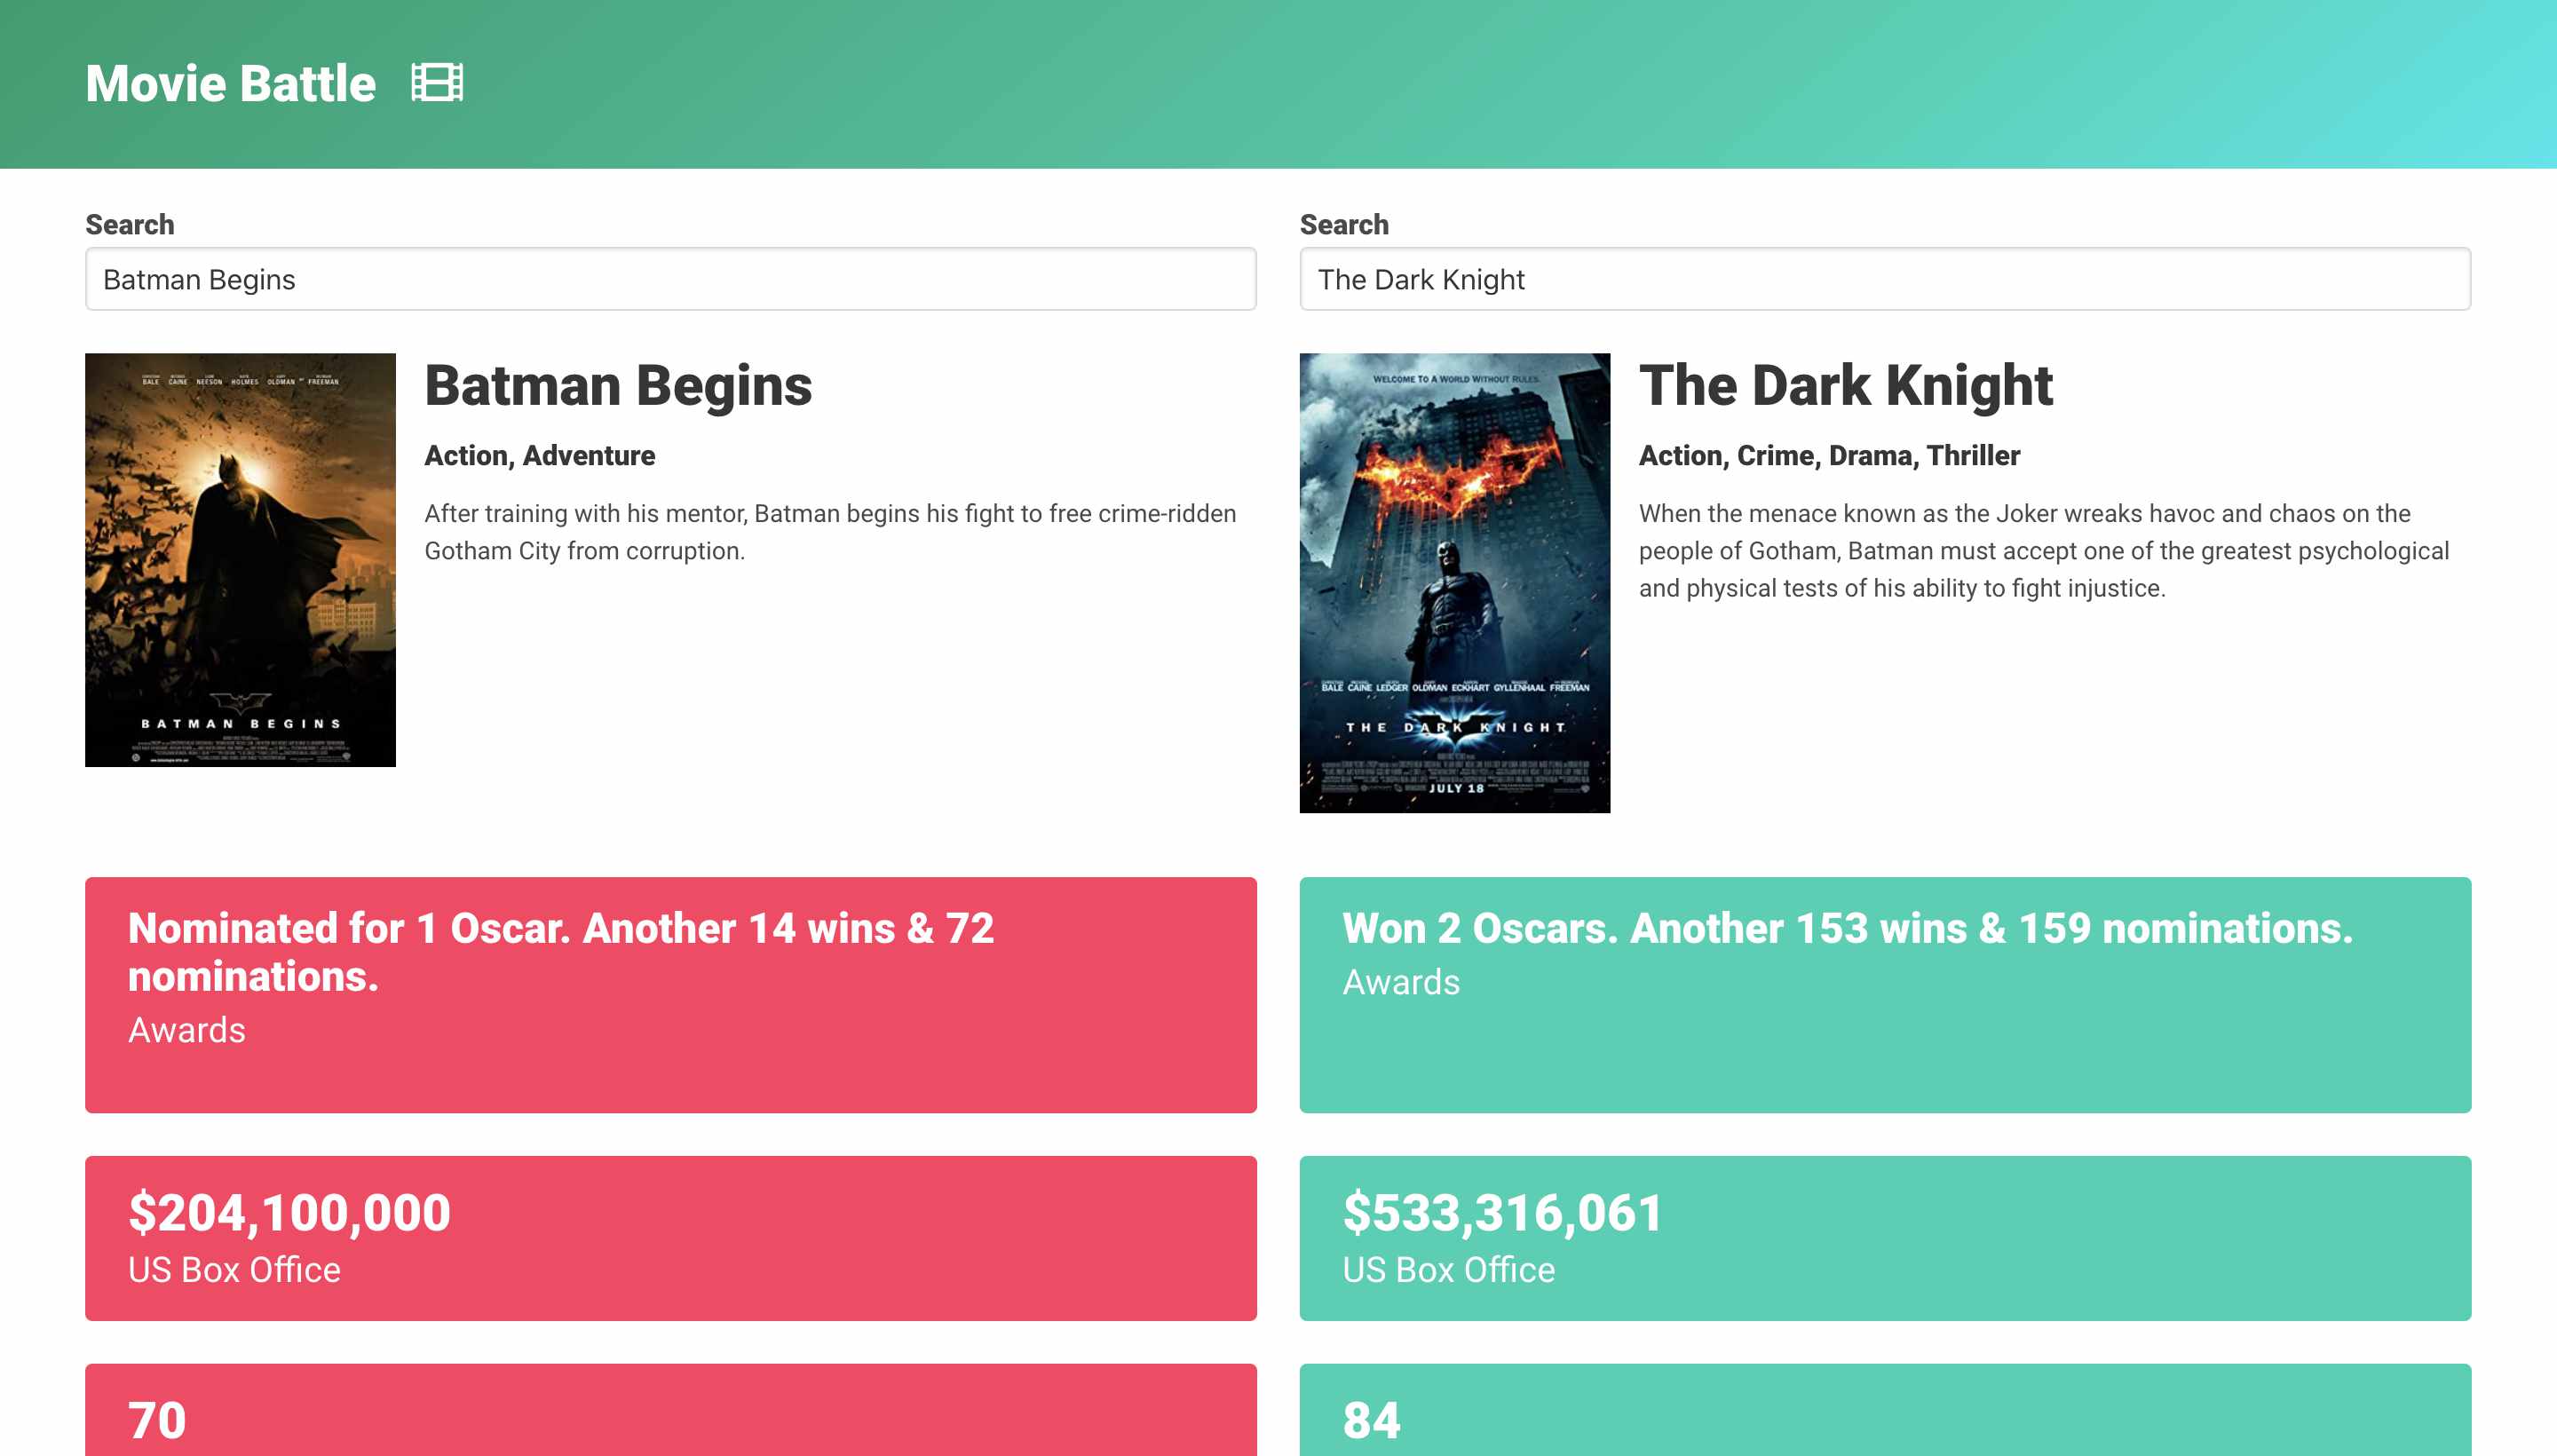 Movie Battle
Search
Batman Begins
BALE CAINE NEESON HOLMES OLDMAN FREEMAN
BATMAN BEGINS
Batman Begins
Action, Adventure
After training with his mentor, Batman begins his fight to free crime-ridden
Gotham City from corruption.
Nominated for 1 Oscar. Another 14 wins & 72
nominations.
Awards
$204,100,000
US Box Office
70
Search
The Dark Knight
WELCOME TO A WORLD WITHOUT RULES.
BALE CAINE LEDGER OLDMAN ECKHART GYLLENHAAL FREEMAN
THE DARK KNIGHT
JULY 18
The Dark Knight
Action, Crime, Drama, Thriller
When the menace known as the Joker wreaks havoc and chaos on the
people of Gotham, Batman must accept one of the greatest psychological
and physical tests of his ability to fight injustice.
Won 2 Oscars. Another 153 wins & 159 nominations.
Awards
$533,316,061
US Box Office
84